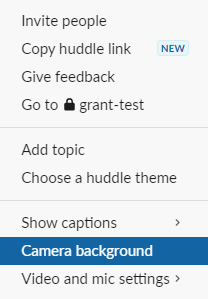 Invite people
Copy huddle link NEW
Give feedback
Go to grant-test
Add topic
Choose a huddle theme
Show captions
Camera background
Video and mic settings